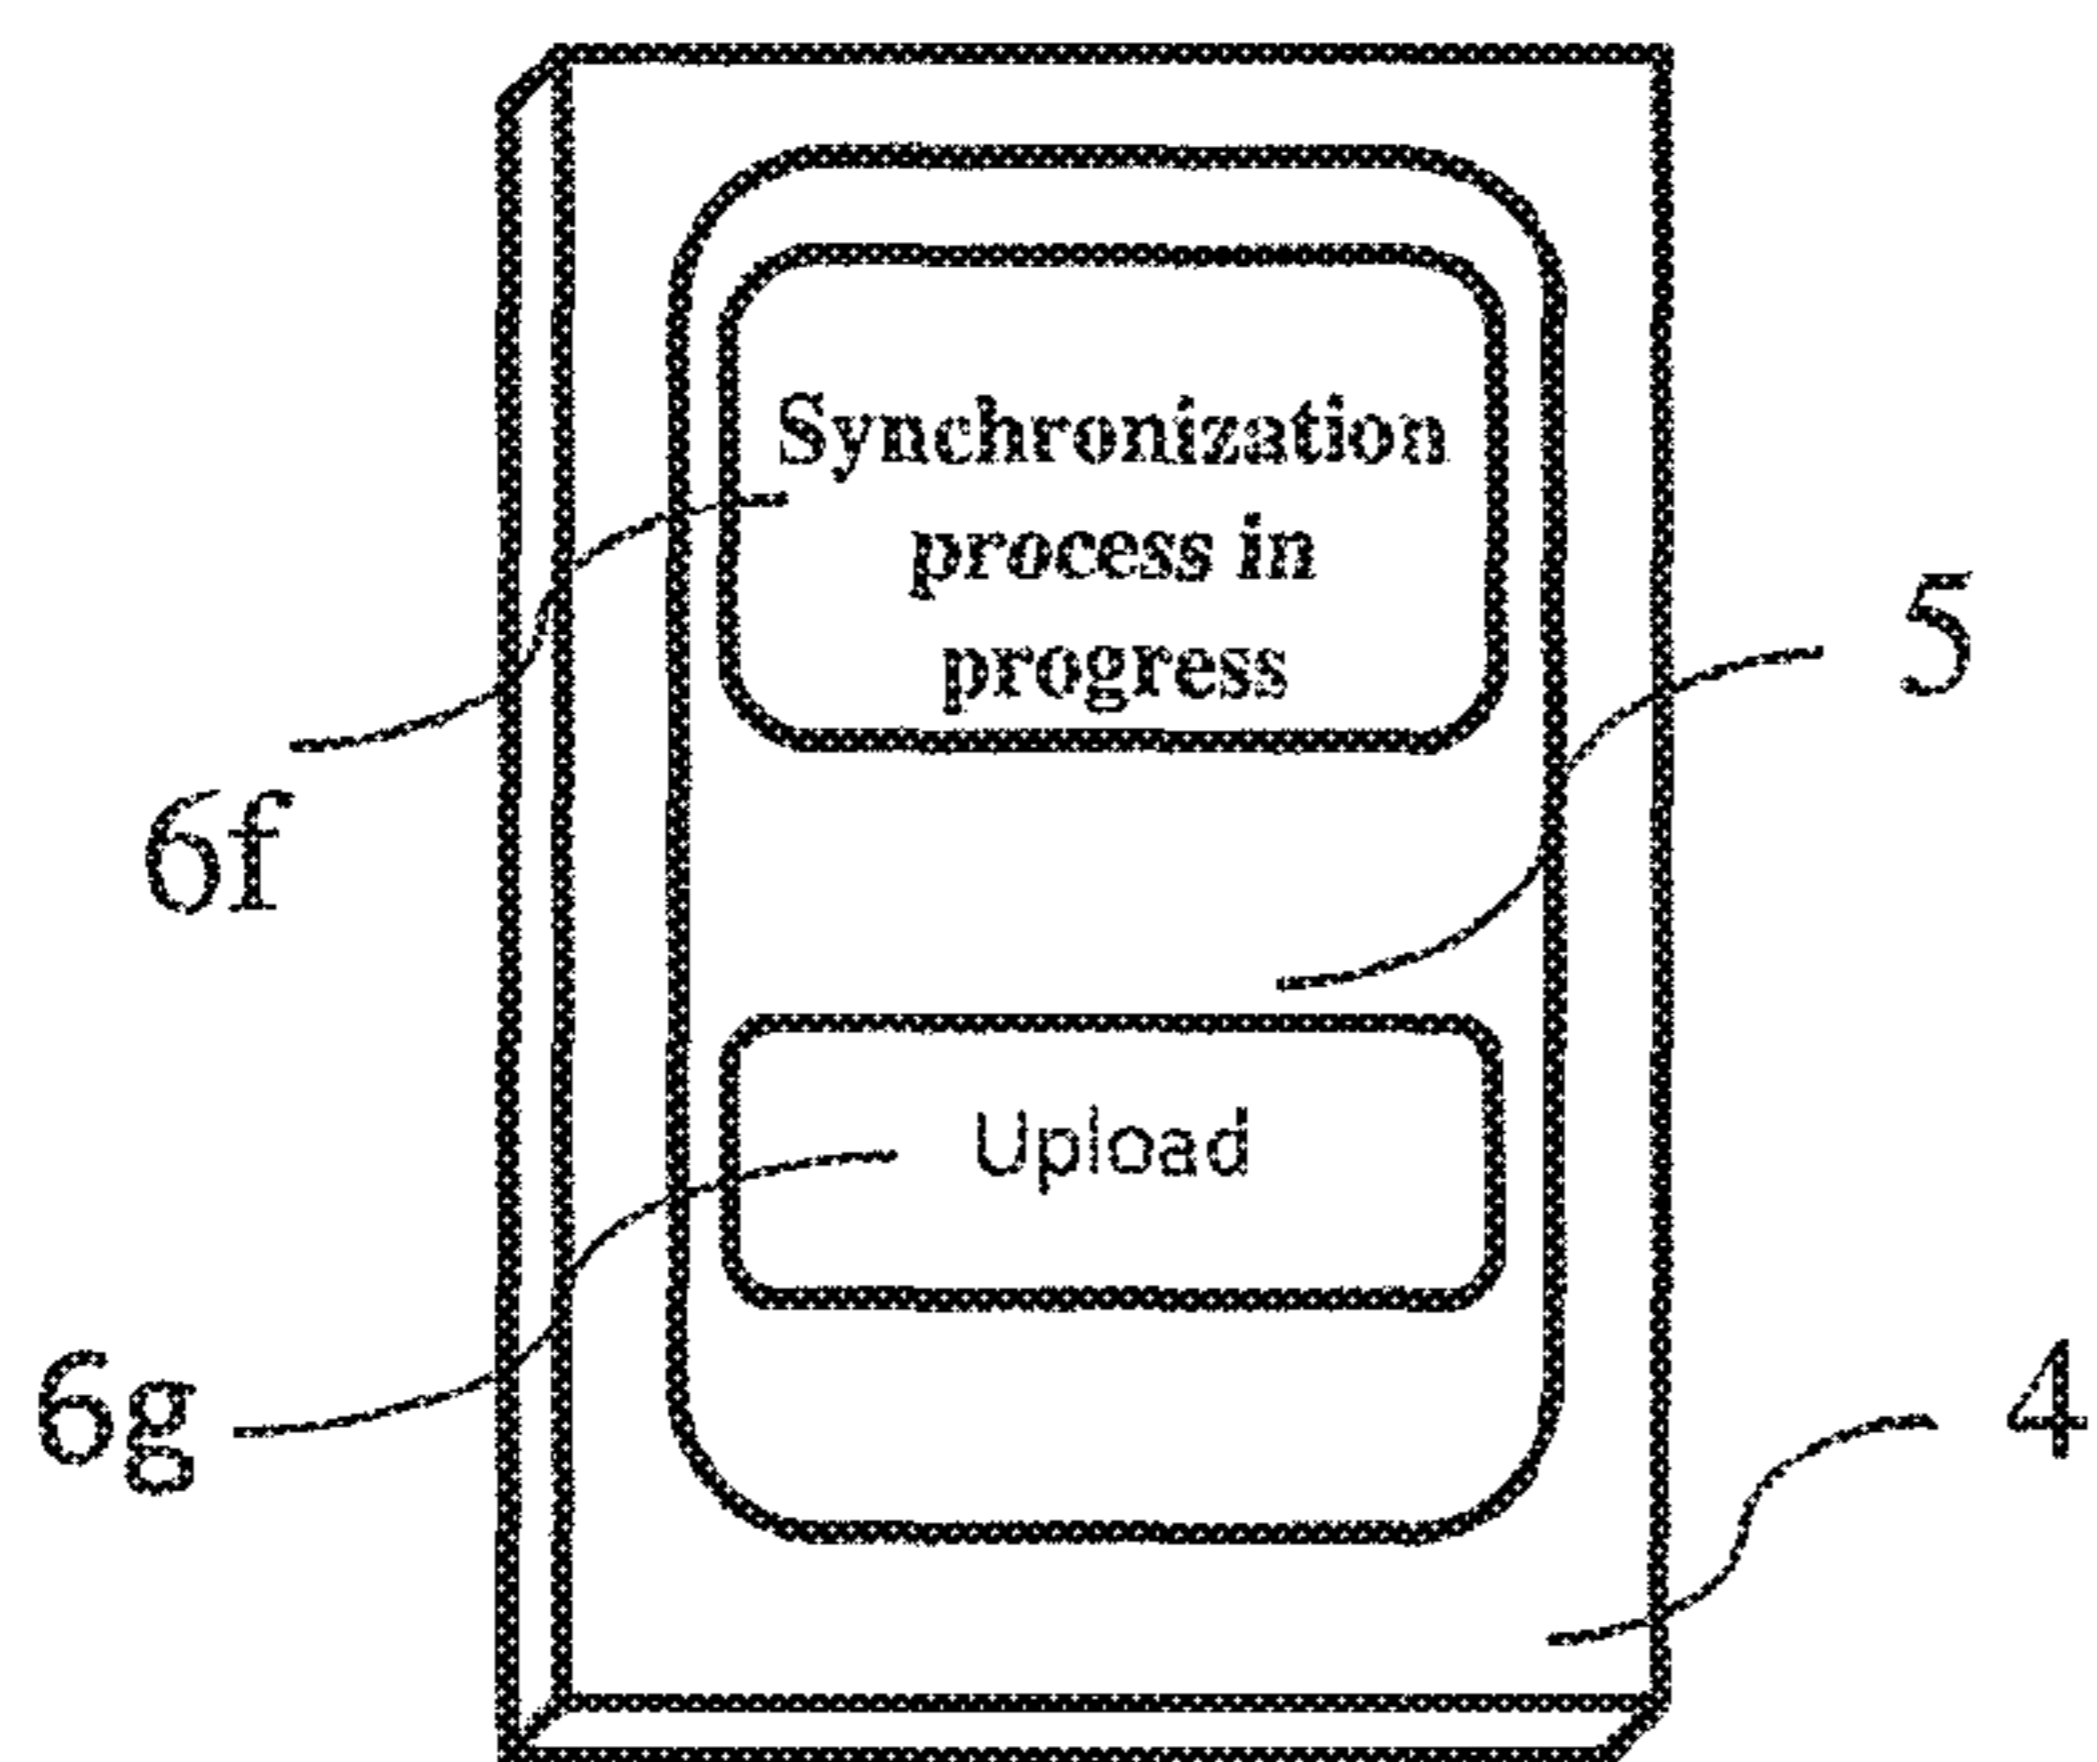 Synchronization
process in
progress
5
6f
Upload
6g
4